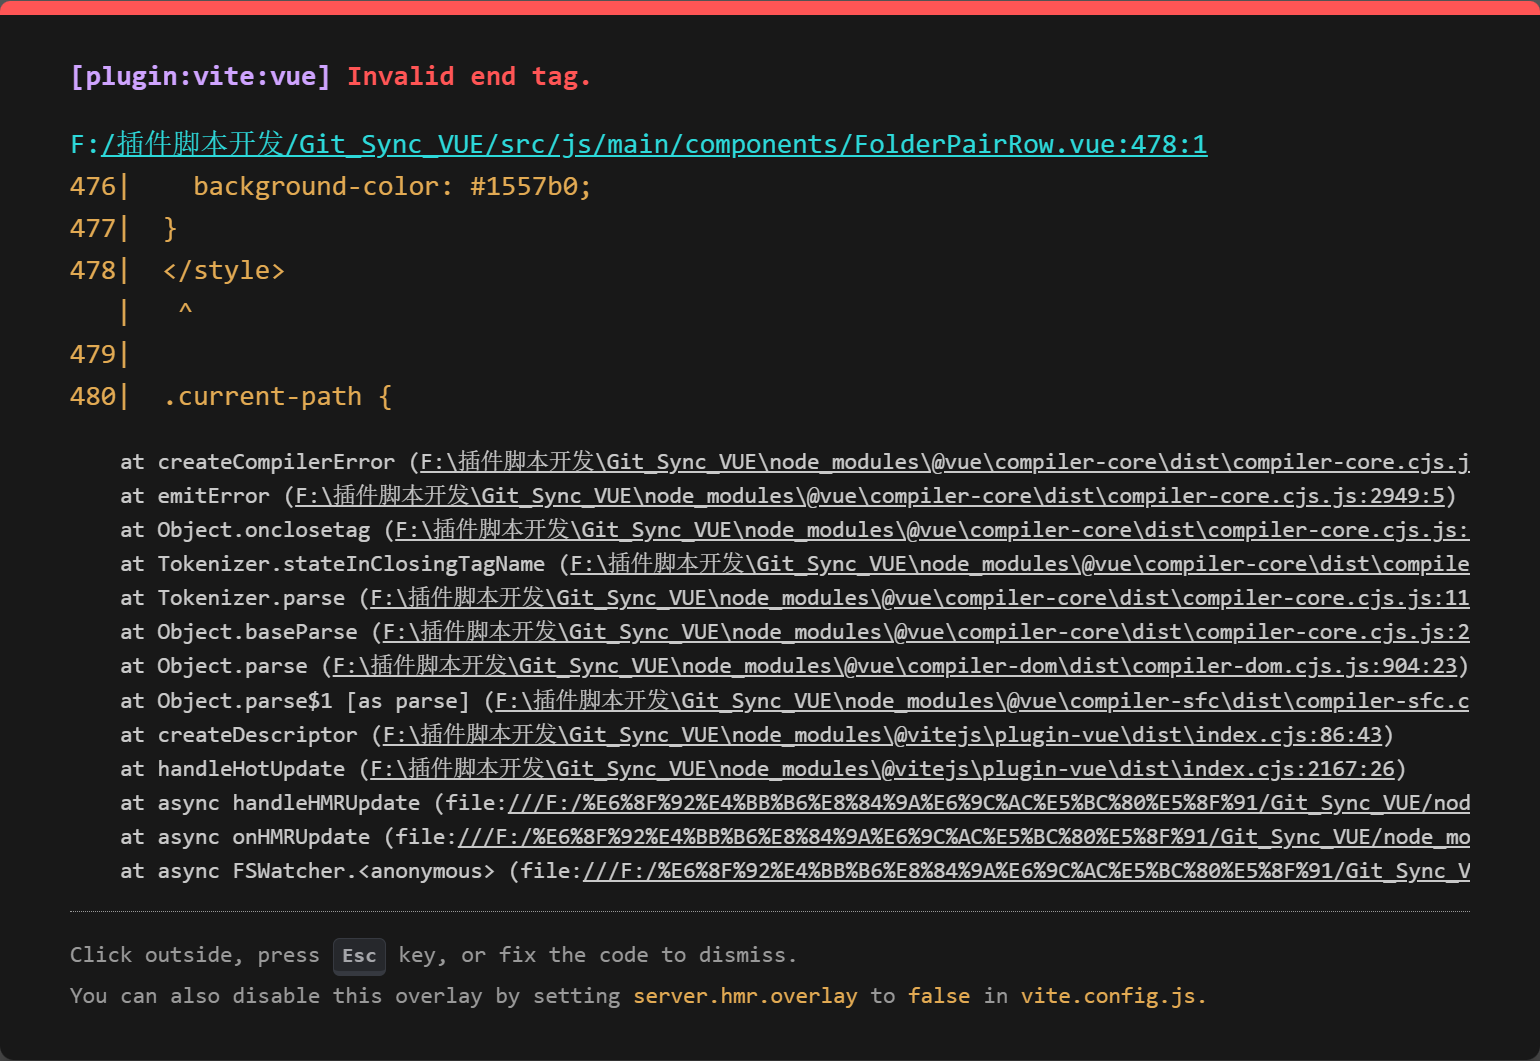 [plugin:vite:vue] Invalid end tag.
F:/插件脚本开发/Git_Sync_VUE/src/js/main/components/FolderPairRow.vue:478:1
476|    background-color: #1557b0;
477|  }
478|  </style>
   |   ^
479|
480|  .current-path {
at createCompilerError (F:\插件脚本开发\Git_Sync_VUE\node_modules\@vue\compiler-core\dist\compiler-core.cjs.j
at emitError (F:\插件脚本开发\Git_Sync_VUE\node_modules\@vue\compiler-core\dist\compiler-core.cjs.js:2949:5)
at Object.onclosetag (F:\插件脚本开发\Git_Sync_VUE\node_modules\@vue\compiler-core\dist\compiler-core.cjs.js:
at Tokenizer.stateInClosingTagName (F:\插件脚本开发\Git_Sync_VUE\node_modules\@vue\compiler-core\dist\compile
at Tokenizer.parse (F:\插件脚本开发\Git_Sync_VUE\node_modules\@vue\compiler-core\dist\compiler-core.cjs.js:11
at Object.baseParse (F:\插件脚本开发\Git_Sync_VUE\node_modules\@vue\compiler-core\dist\compiler-core.cjs.js:2
at Object.parse (F:\插件脚本开发\Git_Sync_VUE\node_modules\@vue\compiler-dom\dist\compiler-dom.cjs.js:904:23)
at Object.parse$1 [as parse] (F:\插件脚本开发\Git_Sync_VUE\node_modules\@vue\compiler-sfc\dist\compiler-sfc.c
at createDescriptor (F:\插件脚本开发\Git_Sync_VUE\node_modules\@vitejs\plugin-vue\dist\index.cjs:86:43)
at handleHotUpdate (F:\插件脚本开发\Git_Sync_VUE\node_modules\@vitejs\plugin-vue\dist\index.cjs:2167:26)
at async handleHMRUpdate (file:///F:/%E6%8F%92%E4%BB%B6%E8%84%9A%E6%9C%AC%E5%BC%80%E5%8F%91/Git_Sync_VUE/nod
at async onHMRUpdate (file:///F:/%E6%8F%92%E4%BB%B6%E8%84%9A%E6%9C%AC%E5%BC%80%E5%8F%91/Git_Sync_VUE/node_mo
at async FSWatcher.<anonymous> (file:///F:/%E6%8F%92%E4%BB%B6%E8%84%9A%E6%9C%AC%E5%BC%80%E5%8F%91/Git_Sync_V
Click outside, press Esc key, or fix the code to dismiss.
You can also disable this overlay by setting server.hmr.overlay to false in vite.config.js.